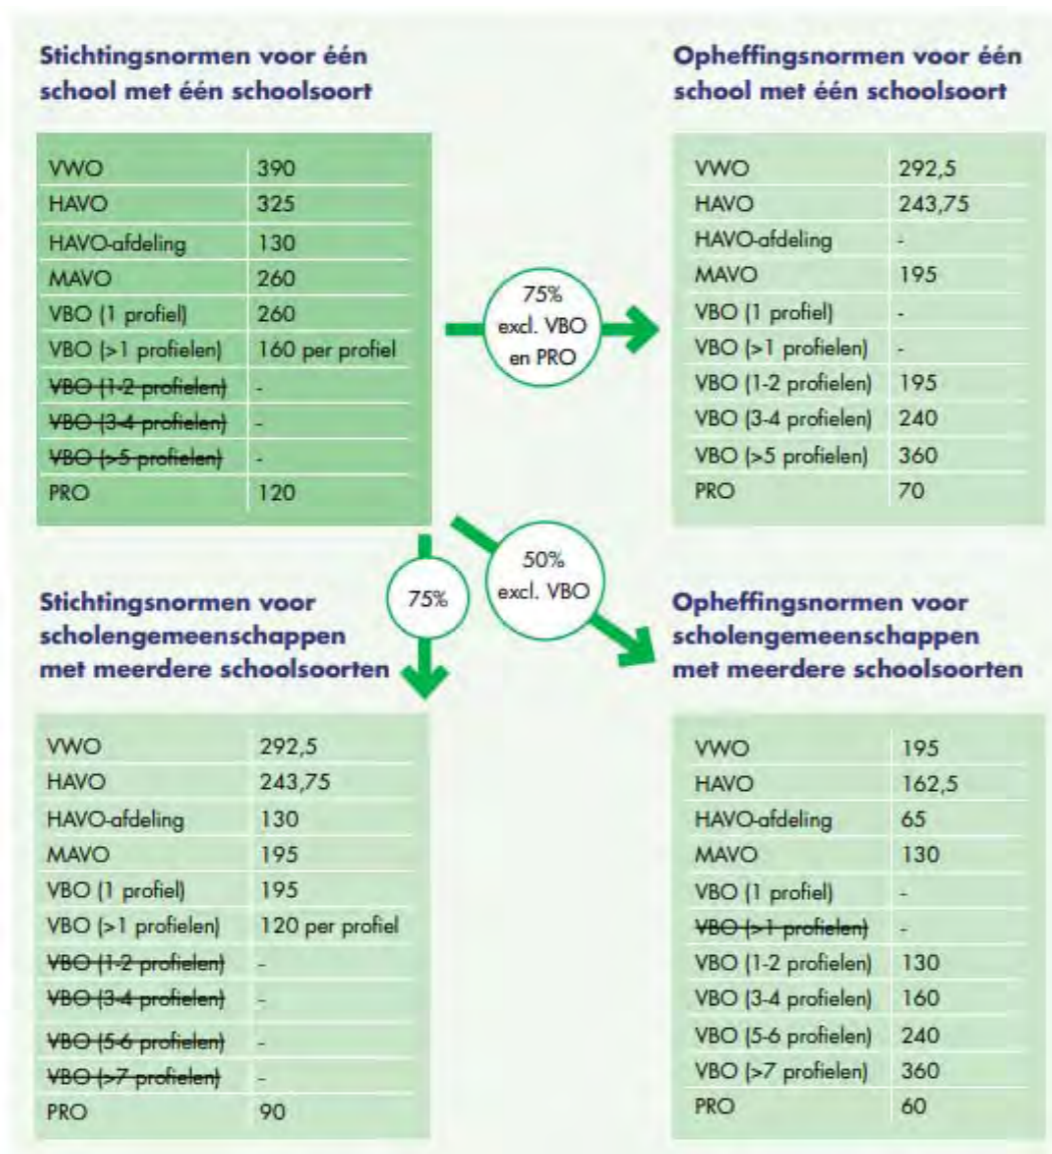 Stichtingsnormen voor één
school met één schoolsoort
VWO 390
HAVO 325
HAVO-afdeling 130
MAVO 260
VBO (1 profiel) 260
VBO (>1 profielen) 160 per profiel
VBO (1-2 profielen) -
VBO (3-4 profielen) -
VBO (>5 profielen) -
PRO 120
75%
excl. VBO
en PRO
Opheffingsnormen voor één
school met één schoolsoort
VWO 292,5
HAVO 243,75
HAVO-afdeling -
MAVO 195
VBO (1 profiel) -
VBO (>1 profielen) -
VBO (1-2 profielen) 195
VBO (3-4 profielen) 240
VBO (>5 profielen) 360
PRO 70
75%
50%
excl. VBO
Stichtingsnormen voor
scholengemeenschappen
met meerdere schoolsoorten
VWO 292,5
HAVO 243,75
HAVO-afdeling 130
MAVO 195
VBO (1 profiel) 195
VBO (>1 profielen) 120 per profiel
VBO (1-2 profielen) -
VBO (3-4 profielen) -
VBO (5-6 profielen) -
VBO (>7 profielen) -
PRO 90
Opheffingsnormen voor
scholengemeenschappen
met meerdere schoolsoorten
VWO 195
HAVO 162,5
HAVO-afdeling 65
MAVO 130
VBO (1 profiel) -
VBO (>1 profielen) -
VBO (1-2 profielen) 130
VBO (3-4 profielen) 160
VBO (5-6 profielen) 240
VBO (>7 profielen) 360
PRO 60